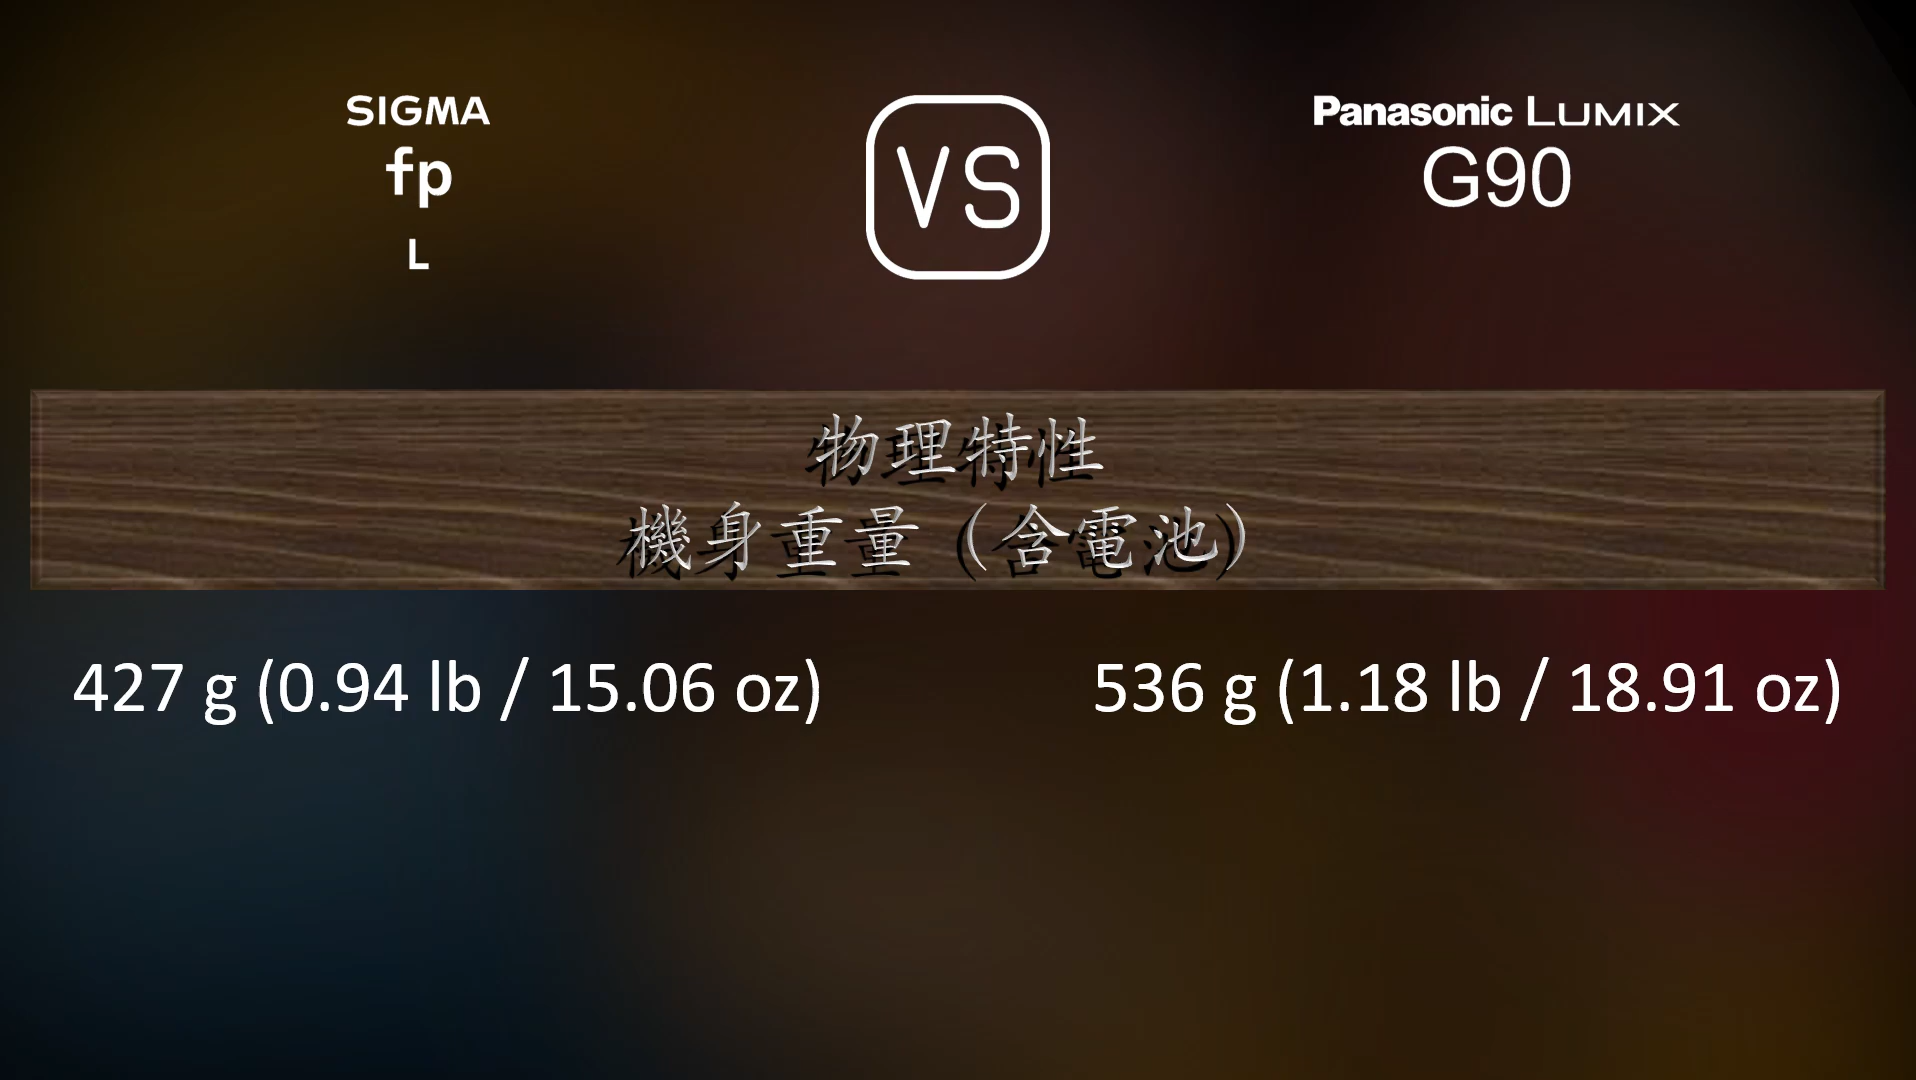 SIGMA
fp
L
VS
Panasonic LUMIX
G90
物理特性
機身重量（含電池）
427 g (0.94 lb / 15.06 oz)
536 g (1.18 lb / 18.91 oz)